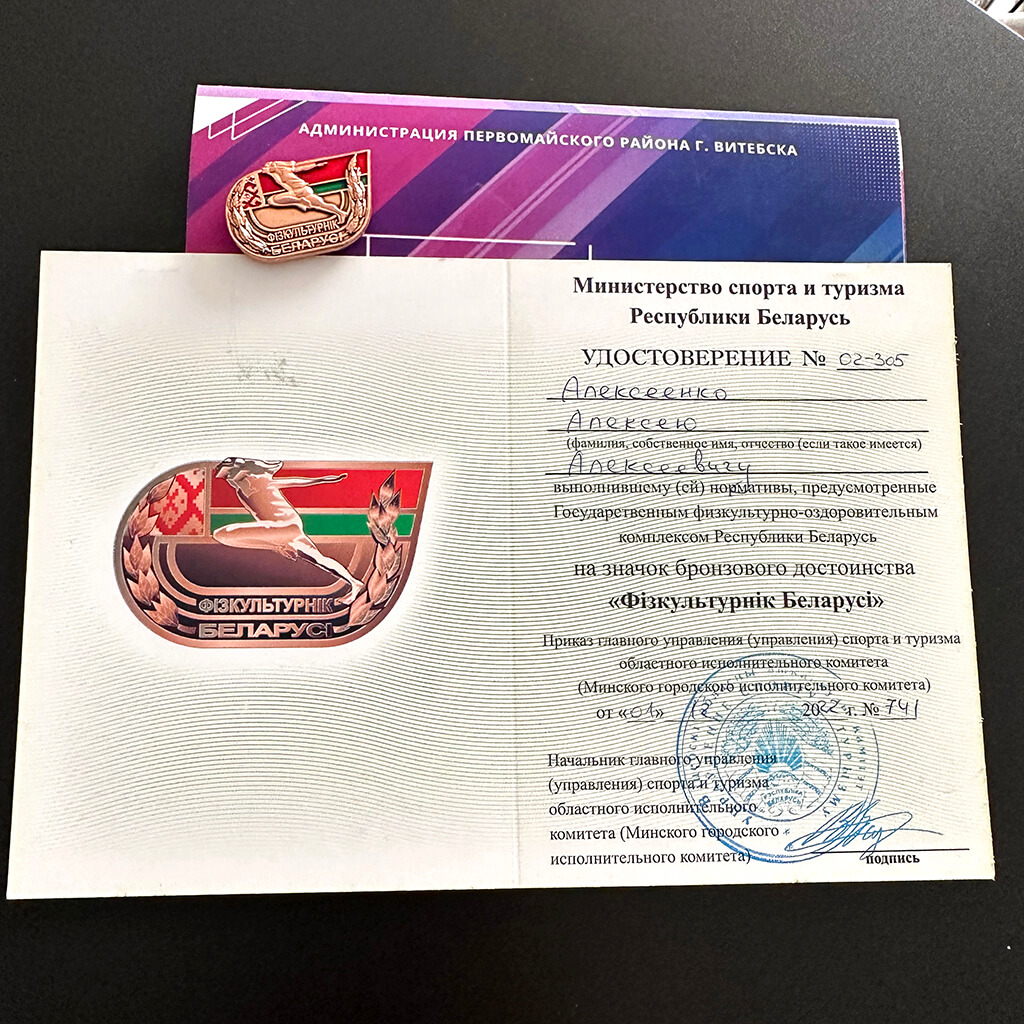 АДМИНИСТРАЦИЯ ПЕРВОМАЙСКОГО РАЙОНА Г. ВИТЕБСКА
ФІЗКУЛЬТУРНІК
БЕЛАРУСІ
ФІЗКУЛЬТУРНІК
БЕЛАРУСІ
Министерство спорта и туризма
Республики Беларусь
УДОСТОВЕРЕНИЕ № 02-305
Алексеенко
Алексею
(фамилия, собственное имя, отчество (если такое имеется)
Алексеевичу
выполнившему (сй) нормативы, предусмотренные
Государственным физкультурно-оздоровительным
комплексом Республики Беларусь
на значок бронзового достоинства
«Фізкультурнік Беларусі»
Приказ главного управления (управления) спорта и туризма
областного исполнительного комитета
(Минского городского исполнительного комитета)
от «01» 12 2022 г. № 741
Начальник главного управления
(управления) спорта и туризма
областного исполнительного
комитета (Минского городского
исполнительного комитета)
подпись
РЭСПУБЛІКА
БЕЛАРУСЬ